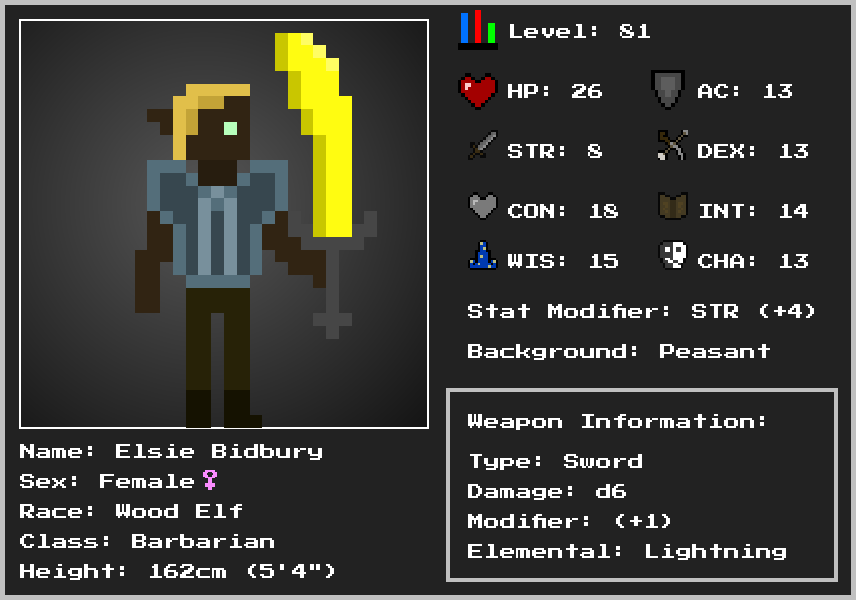 Level: 81
HP: 26
AC: 13
STR: 8
DEX: 13
CON: 18
INT: 14
WIS: 15
CHA: 13
Stat Modifier: STR (+4)
Background: Peasant
Weapon Information:
Type: Sword
Damage: d6
Modifier: (+1)
Elemental: Lightning
Name: Elsie Bidbury
Sex: Female♀
Race: Wood Elf
Class: Barbarian
Height: 162cm (5'4")